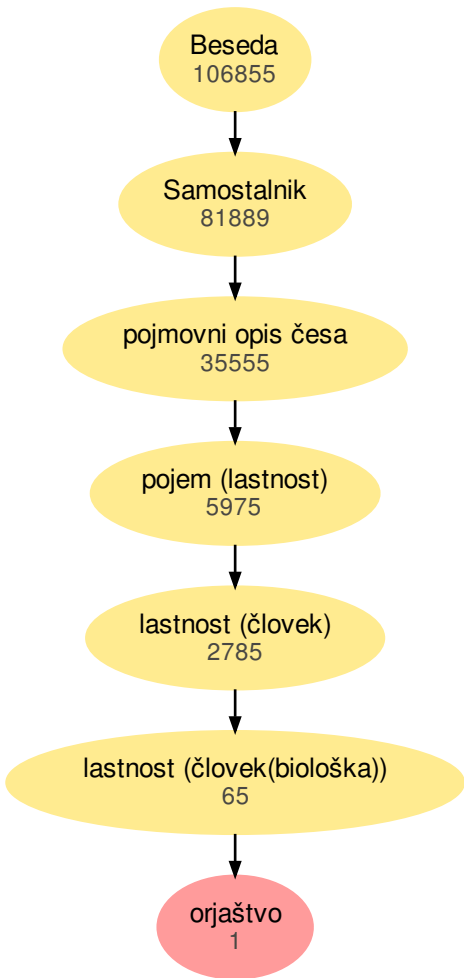 Beseda
106855
Samostalnik
81889
pojmovni opis česa
35555
pojem (lastnost)
5975
lastnost (človek)
2785
lastnost (človek(biološka))
65
orjaštvo
1